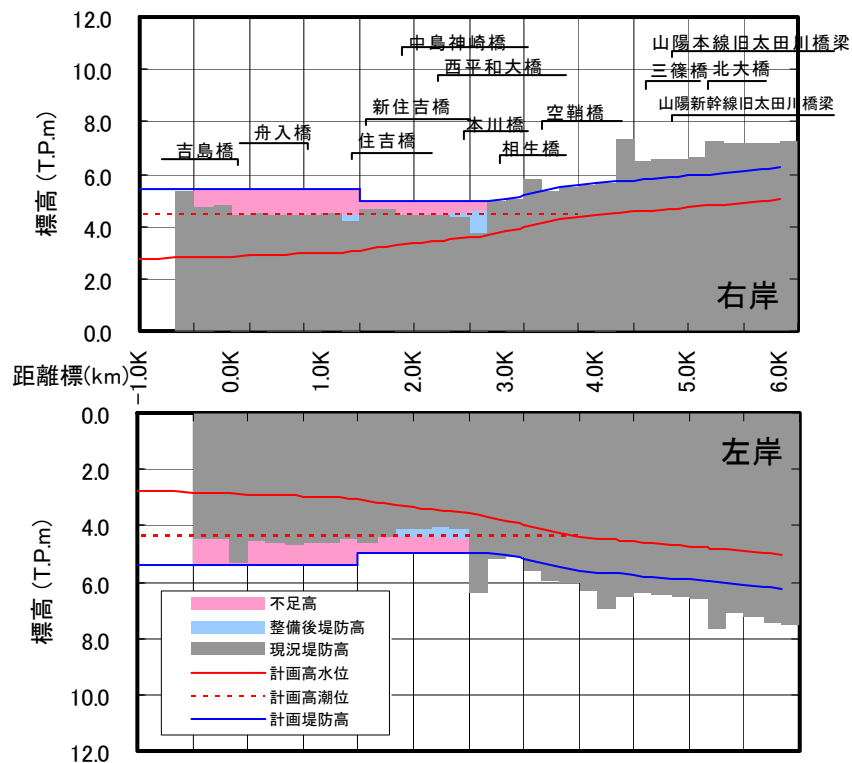 標高 (T.P.m)
12.0
10.0
8.0
6.0
4.0
2.0
0.0
中島神崎橋
山陽本線旧太田川橋梁
西平和大橋
三篠橋
北大橋
新住吉橋
空鞘橋
山陽新幹線旧太田川橋梁
舟入橋
本川橋
吉島橋
住吉橋
相生橋
右岸
距離標(km)
-1.0K
0.0K
1.0K
2.0K
3.0K
4.0K
5.0K
6.0K
標高 (T.P.m)
0.0
2.0
4.0
6.0
8.0
10.0
12.0
左岸
不足高
整備後堤防高
現況堤防高
計画高水位
計画高潮位
計画堤防高